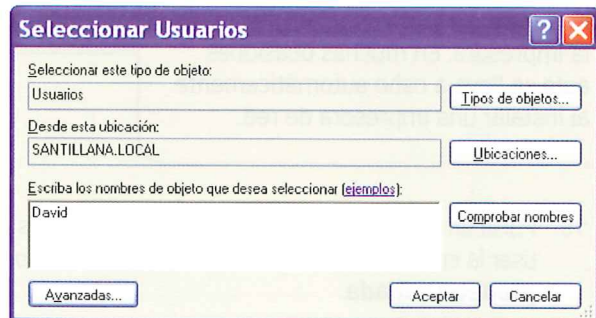 Seleccionar Usuarios
Seleccionar este tipo de objeto:
Usuarios
Tipos de objetos...
Desde esta ubicación:
SANTILLANA.LOCAL
Ubicaciones...
Escriba los nombres de objeto que desea seleccionar (ejemplos):
David
Comprobar nombres
Avanzadas...
Aceptar
Cancelar